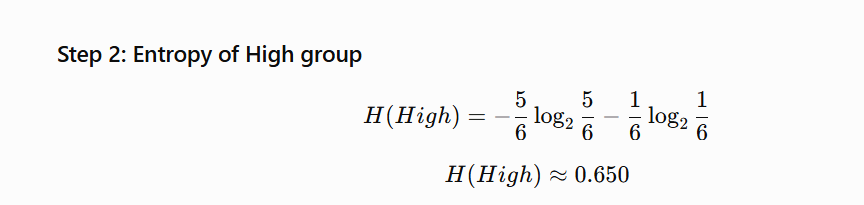 Step 2: Entropy of High group
H(High) = −5/6 log₂ 5/6 − 1/6 log₂ 1/6
H(High) ≈ 0.650